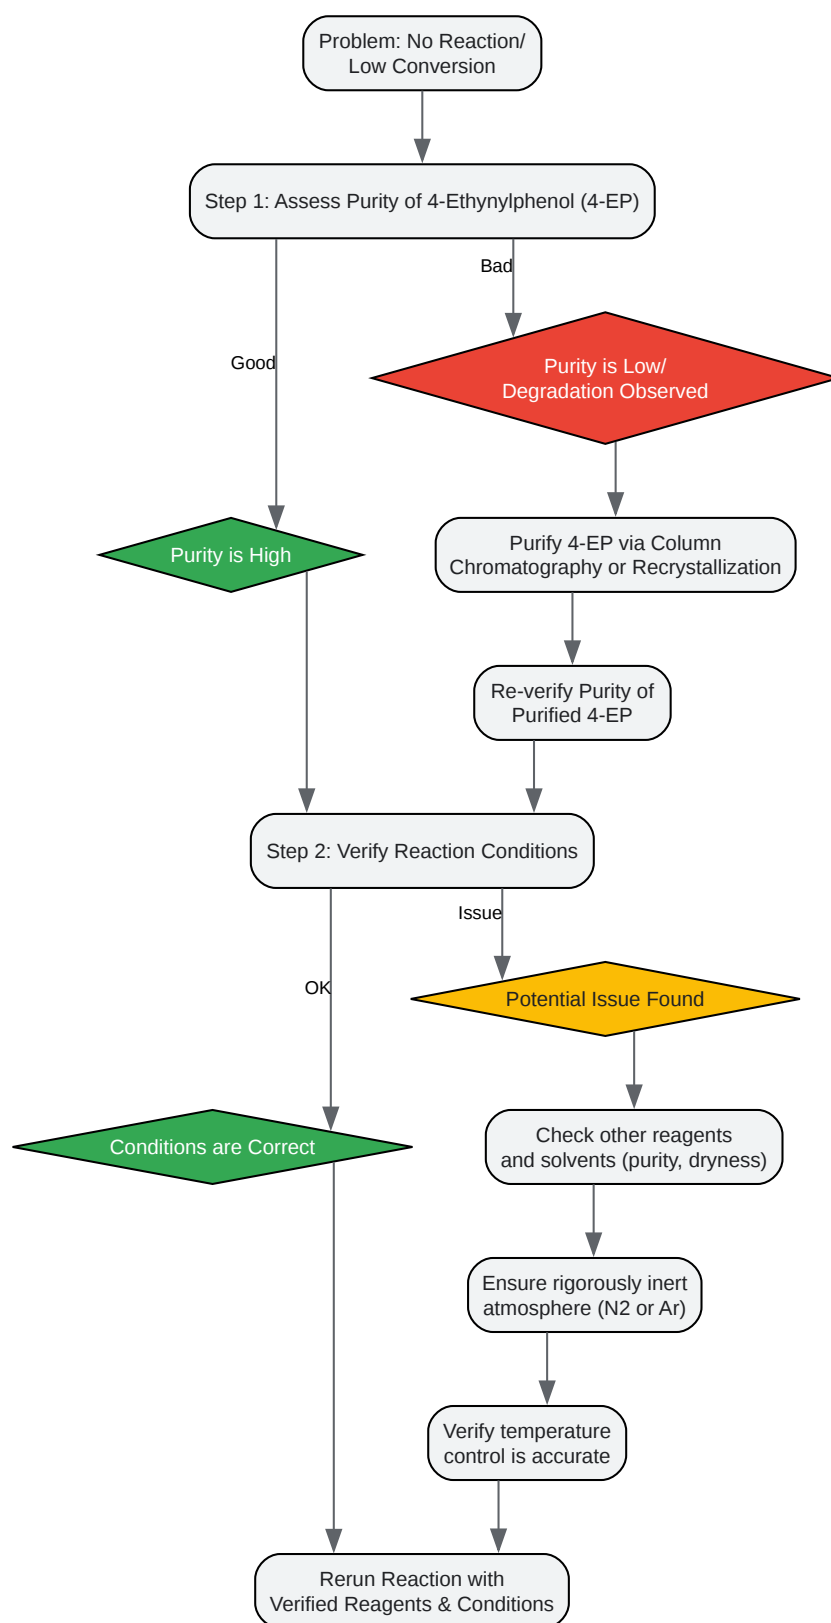 Problem: No Reaction/
Low Conversion
Step 1: Assess Purity of 4-Ethynylphenol (4-EP)
Bad
Good
Purity is Low/
Degradation Observed
Purity is High
Purify 4-EP via Column
Chromatography or Recrystallization
Re-verify Purity of
Purified 4-EP
Step 2: Verify Reaction Conditions
Issue
OK
Potential Issue Found
Conditions are Correct
Check other reagents
and solvents (purity, dryness)
Ensure rigorously inert
atmosphere (N2 or Ar)
Verify temperature
control is accurate
Rerun Reaction with
Verified Reagents & Conditions